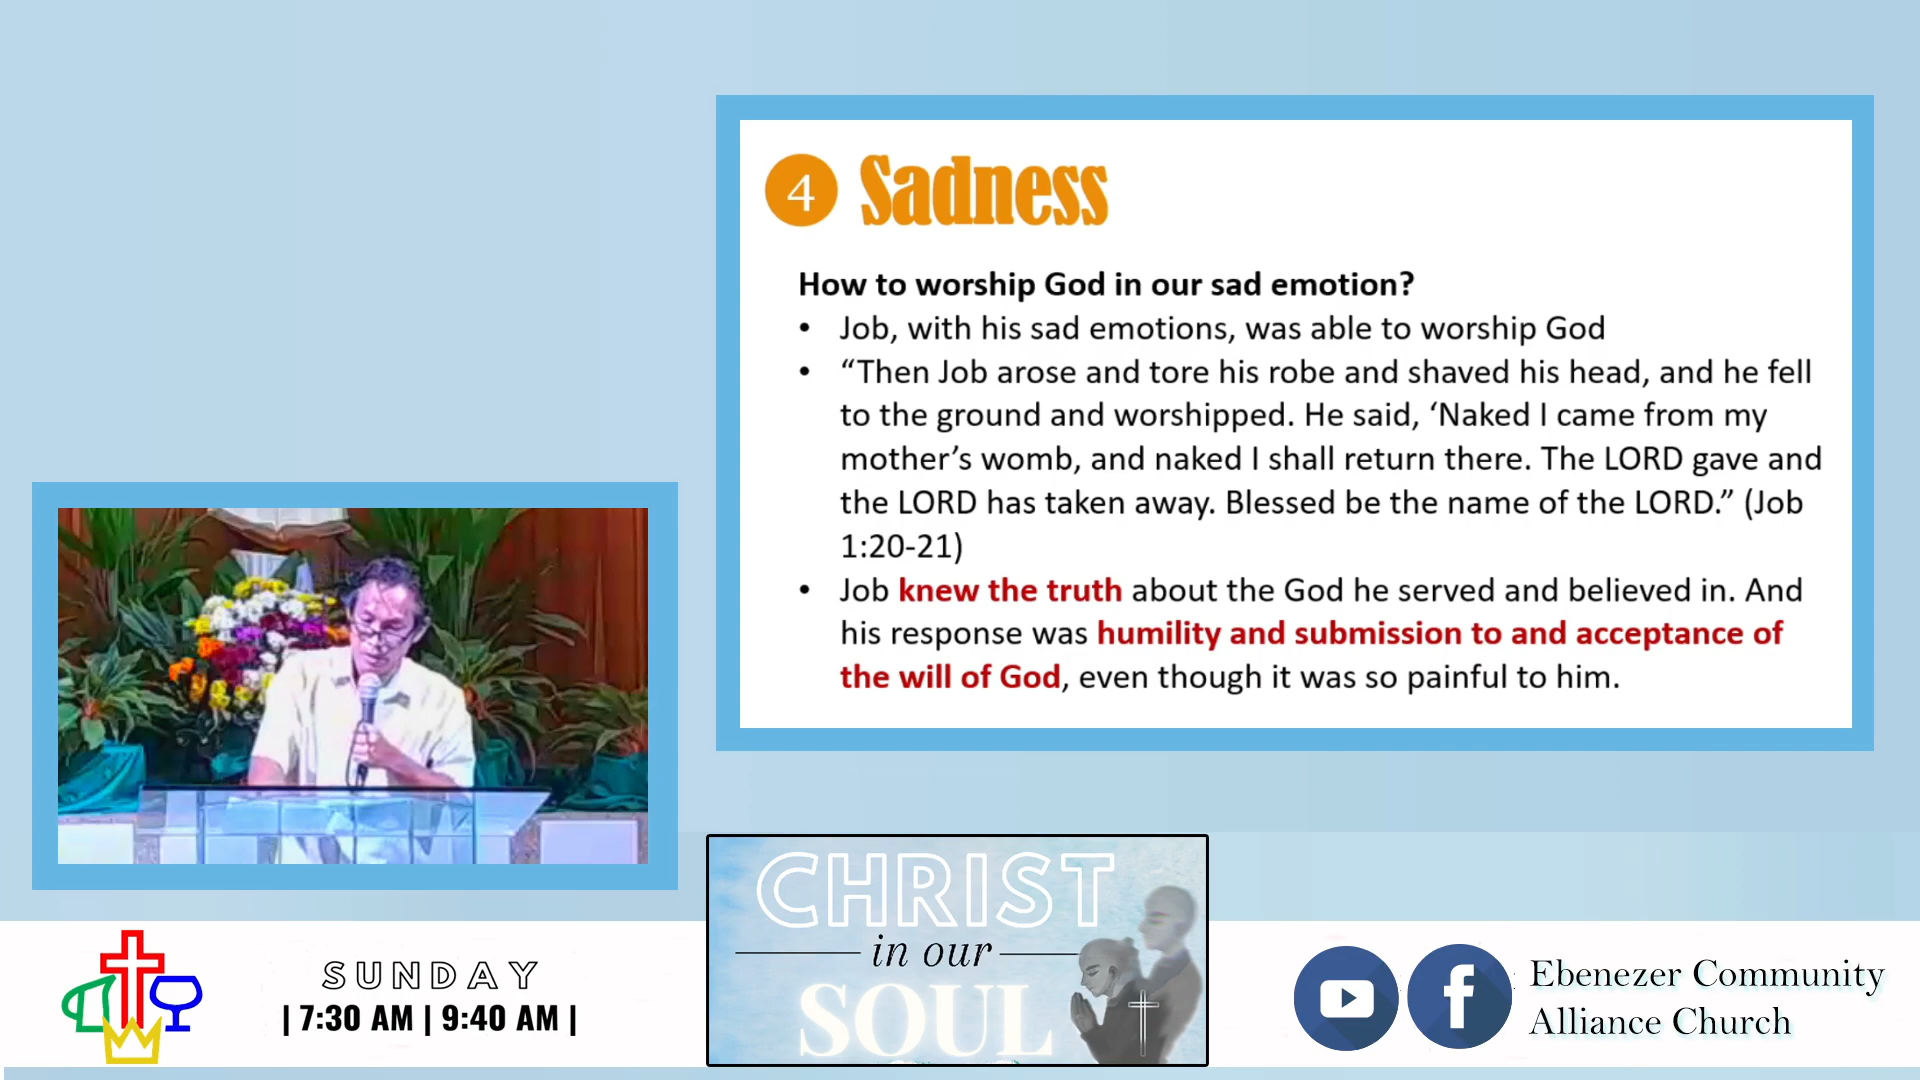 4 Sadness
How to worship God in our sad emotion?
• Job, with his sad emotions, was able to worship God
• “Then Job arose and tore his robe and shaved his head, and he fell
to the ground and worshipped. He said, ‘Naked I came from my
mother’s womb, and naked I shall return there. The LORD gave and
the LORD has taken away. Blessed be the name of the LORD.” (Job
1:20-21)
• Job knew the truth about the God he served and believed in. And
his response was humility and submission to and acceptance of
the will of God, even though it was so painful to him.
SUNDAY
| 7:30 AM | 9:40 AM |
CHRIST
in our
SOUL
Ebenezer Community
Alliance Church